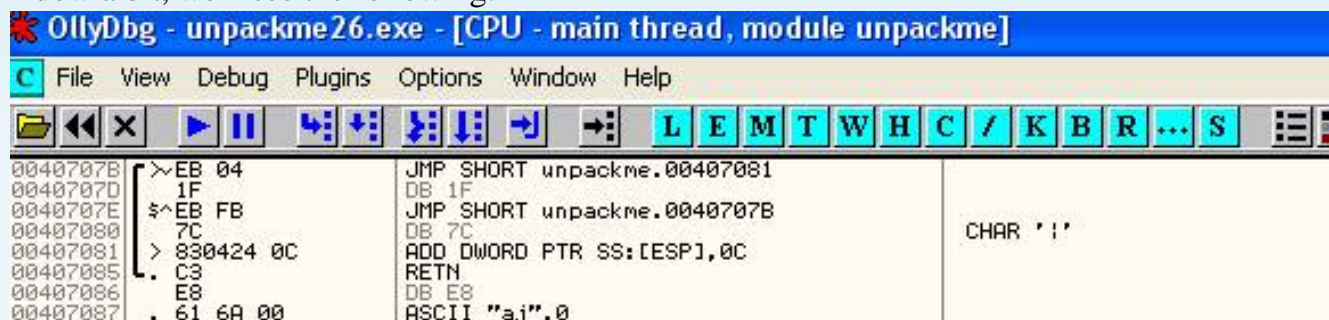 OllyDbg - unpackme26.exe - [CPU - main thread, module unpackme]
C File View Debug Plugins Options Window Help
L E M T W H C / K B R ... S
0040707B > EB 04 JMP SHORT unpackme.00407081
0040707D 1F DB 1F
0040707E $^EB FB JMP SHORT unpackme.0040707B
00407080 7C DB 7C CHAR '|'
00407081 > 830424 0C ADD DWORD PTR SS:[ESP],0C
00407085 . C3 RETN
00407086 E8 DB E8
00407087 . 61 6A 00 ASCII "aj",0